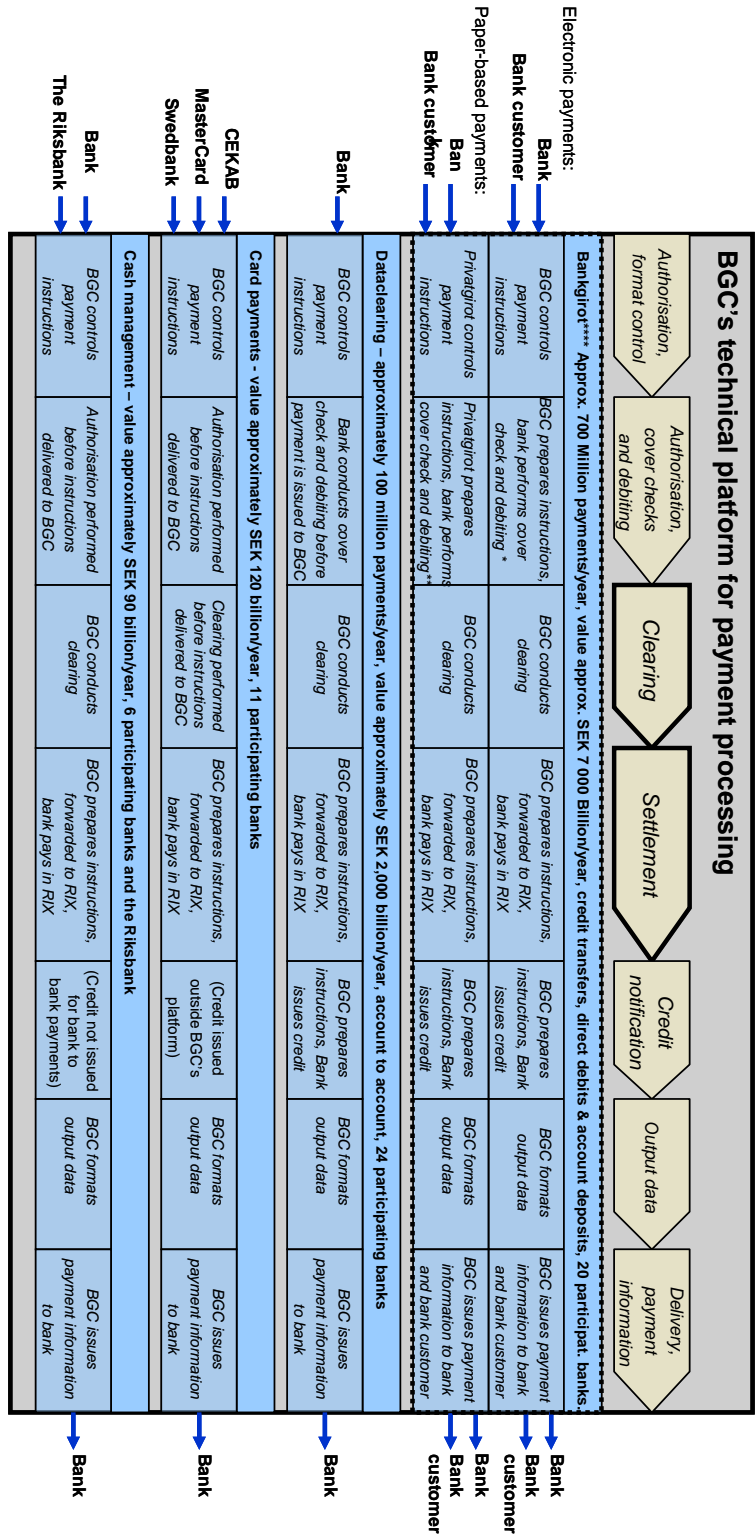 BGC's technical platform for payment processing
Authorisation,
format control
Authorisation,
cover checks
and debiting
Clearing
Settlement
Credit
notification
Output data
Delivery,
payment
information
Electronic payments:
Bank
Bank customer
Paper-based payments:
Ban
k
Bank customer
Bankgirot**** Approx. 700 Million payments/year, value approx. SEK 7 000 Billion/year, credit transfers, direct debits & account deposits, 20 participat. banks.
BGC controls
payment
instructions
BGC prepares instructions,
bank performs cover
check and debiting *
BGC conducts
clearing
BGC prepares instructions,
forwarded to RIX,
bank pays in RIX
BGC prepares
instructions, Bank
issues credit
BGC formats
output data
BGC issues payment
information to bank
and bank customer
Bank
Bank
customer
Privatgirot controls
payment
instructions
Privatgirot prepares
instructions, bank performs
cover check and debiting**
BGC conducts
clearing
BGC prepares instructions,
forwarded to RIX,
bank pays in RIX
BGC prepares
instructions, Bank
issues credit
BGC formats
output data
BGC issues payment
information to bank
and bank customer
Bank
Bank
customer
Dataclearing – approximately 100 million payments/year, value approximately SEK 2,000 billion/year, account to account, 24 participating banks
Bank
BGC controls
payment
instructions
Bank conducts cover
check and debiting before
payment is issued to BGC
BGC conducts
clearing
BGC prepares instructions,
forwarded to RIX,
bank pays in RIX
BGC prepares
instructions, Bank
issues credit
BGC formats
output data
BGC issues
payment information
to bank
Bank
Card payments - value approximately SEK 120 billion/year, 11 participating banks
CEKAB
MasterCard
Swedbank
BGC controls
payment
instructions
Authorisation performed
before instructions
delivered to BGC
Clearing performed
before instructions
delivered to BGC
BGC prepares instructions,
forwarded to RIX,
bank pays in RIX
(Credit issued
outside BGC's
platform)
BGC formats
output data
BGC issues
payment information
to bank
Bank
Cash management – value approximately SEK 90 billion/year, 6 participating banks and the Riksbank
Bank
The Riksbank
BGC controls
payment
instructions
Authorisation performed
before instructions
delivered to BGC
BGC conducts
clearing
BGC prepares instructions,
forwarded to RIX,
bank pays in RIX
(Credit not issued
for bank to
bank payments)
BGC formats
output data
BGC issues
payment information
to bank
Bank